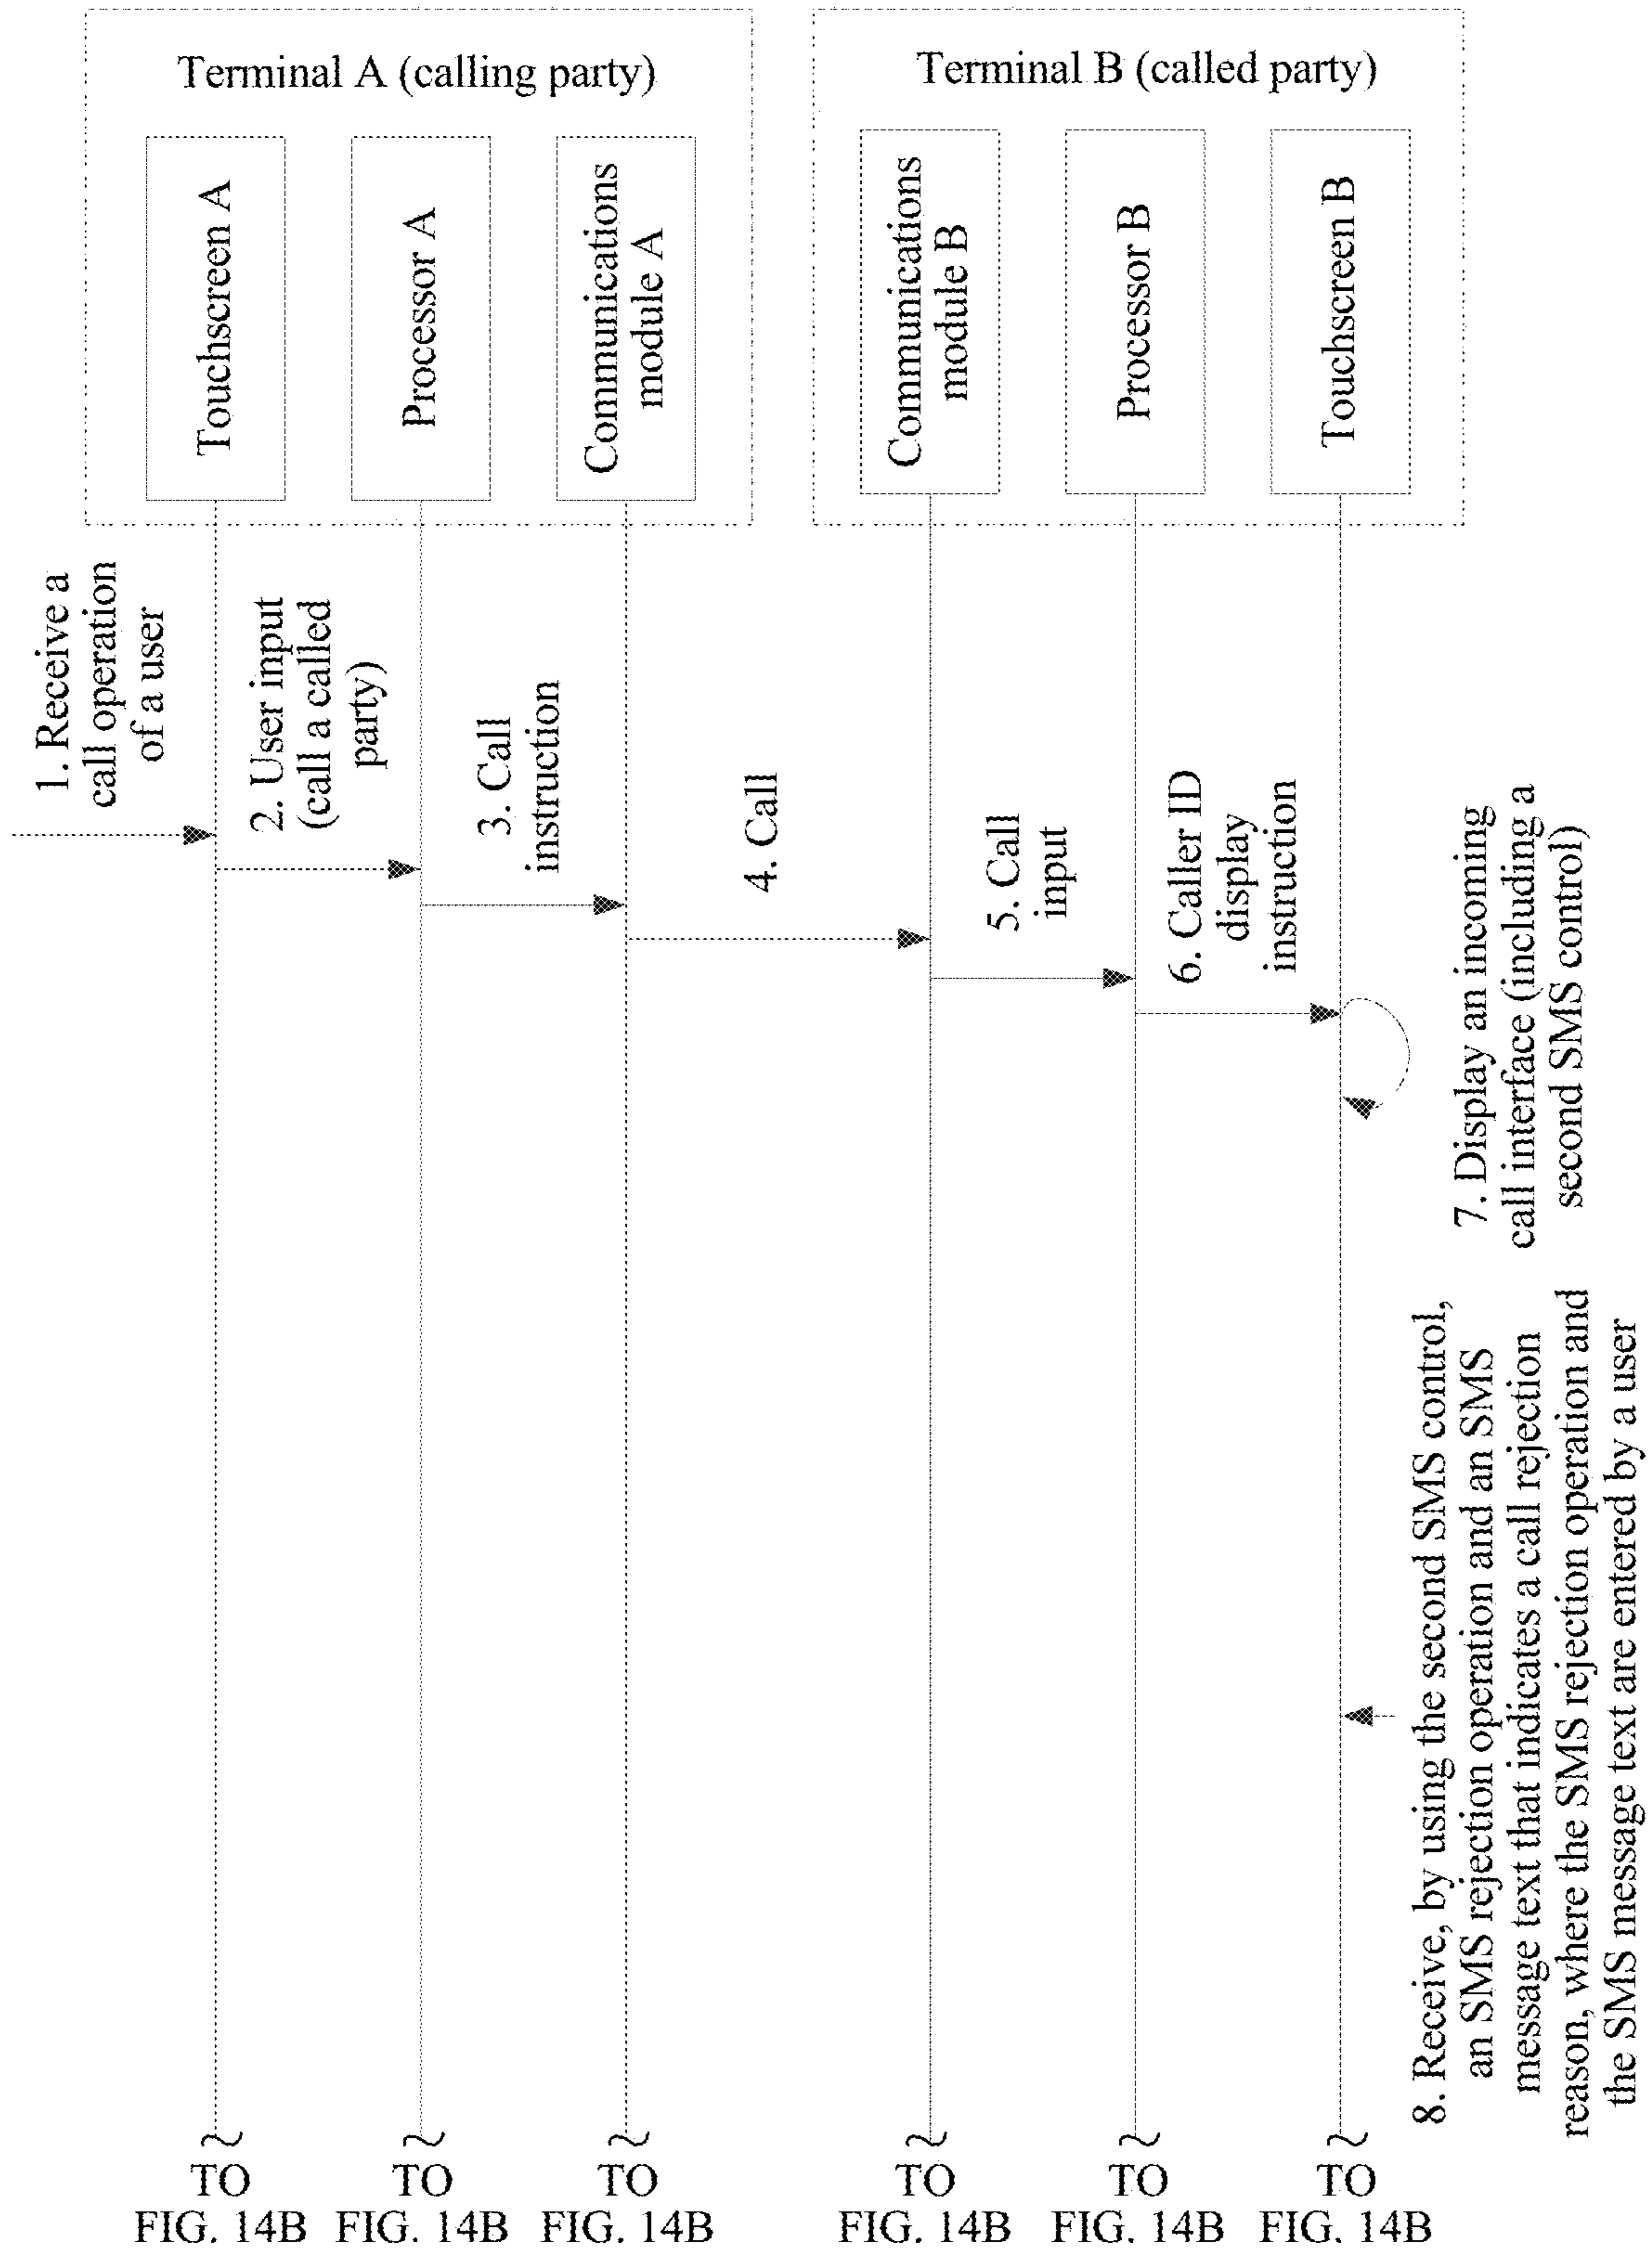 Terminal A (calling party)
Terminal B (called party)
Touchscreen A
Processor A
Communications
module A
Communications
module B
Processor B
Touchscreen B
1. Receive a
call operation
of a user
2. User input
(call a called
party)
3. Call
instruction
4. Call
5. Call
input
6. Caller ID
display
instruction
7. Display an incoming
call interface (including a
second SMS control)
8. Receive, by using the second SMS control,
an SMS rejection operation and an SMS
message text that indicates a call rejection
reason, where the SMS rejection operation and
the SMS message text are entered by a user
TO
FIG. 14B
TO
FIG. 14B
TO
FIG. 14B
TO
FIG. 14B
TO
FIG. 14B
TO
FIG. 14B